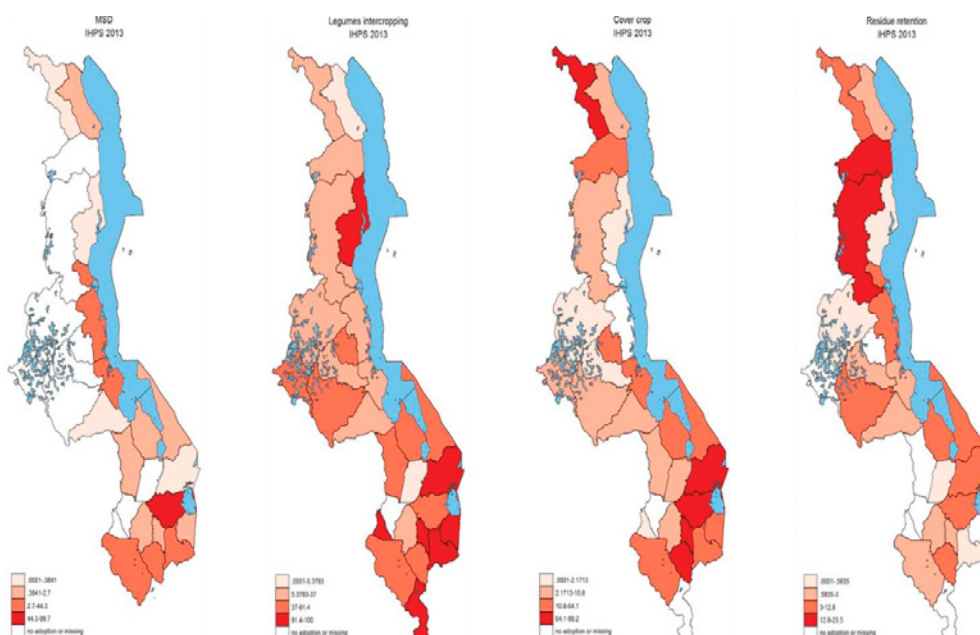 MSD
IHPS 2013
Legumes intercropping
IHPS 2013
Cover crop
IHPS 2013
Residue retention
IHPS 2013
.0001-.3841
.3841-2.7
2.7-44.3
44.3-99.7
no adoption or missing
.0001-5.3783
5.3783-37
37-91.4
91.4-100
no adoption or missing
.0001-2.1713
2.1713-10.8
10.8-64.1
64.1-99.2
no adoption or missing
.0001-.5835
.5835-3
3-12.8
12.8-23.5
no adoption or missing